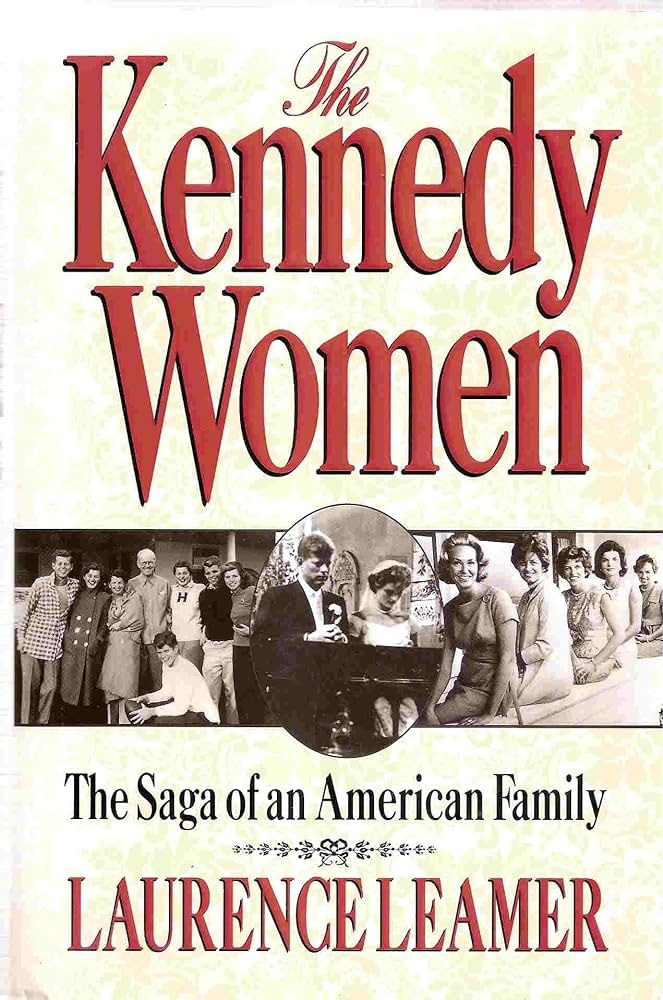 The
Kennedy
Women
H
The Saga of an American Family
LAURENCE LEAMER